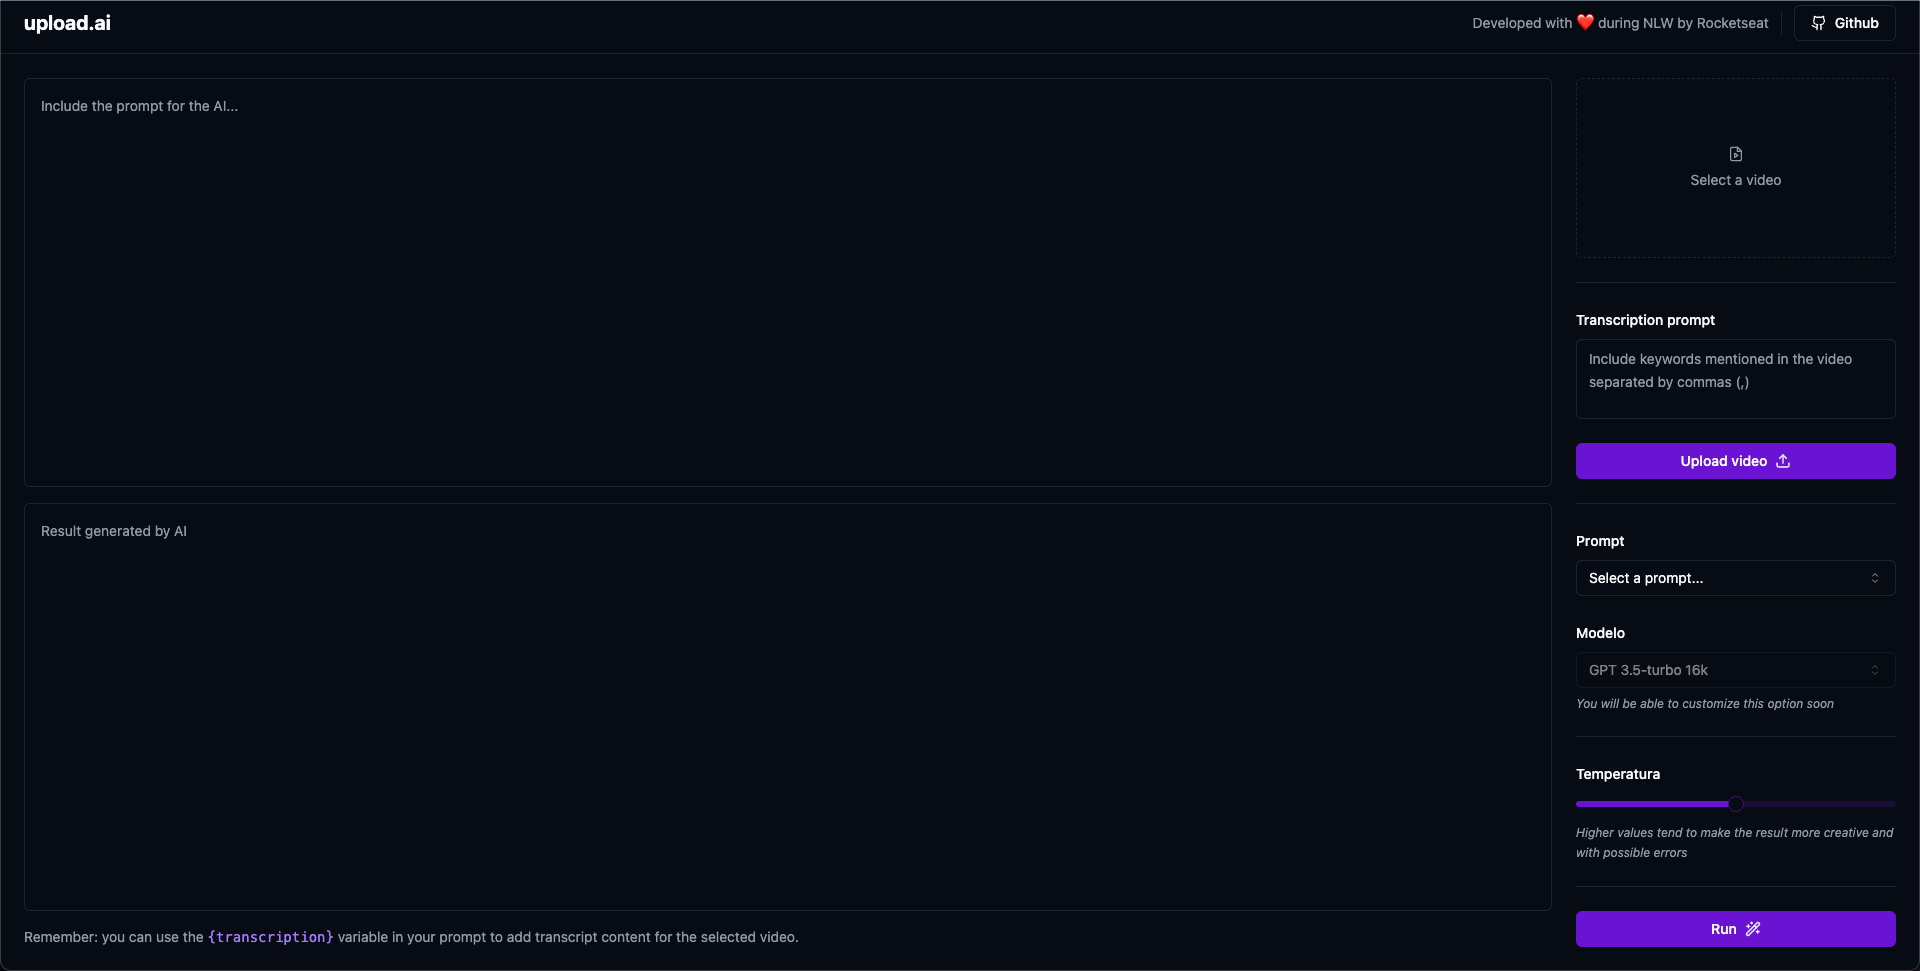 upload.ai
Developed with ❤️ during NLW by Rocketseat
Github
Include the prompt for the AI...
Result generated by AI
Remember: you can use the {transcription} variable in your prompt to add transcript content for the selected video.
Select a video
Transcription prompt
Include keywords mentioned in the video
separated by commas (,)
Upload video
Prompt
Select a prompt...
Modelo
GPT 3.5-turbo 16k
You will be able to customize this option soon
Temperatura
Higher values tend to make the result more creative and
with possible errors
Run